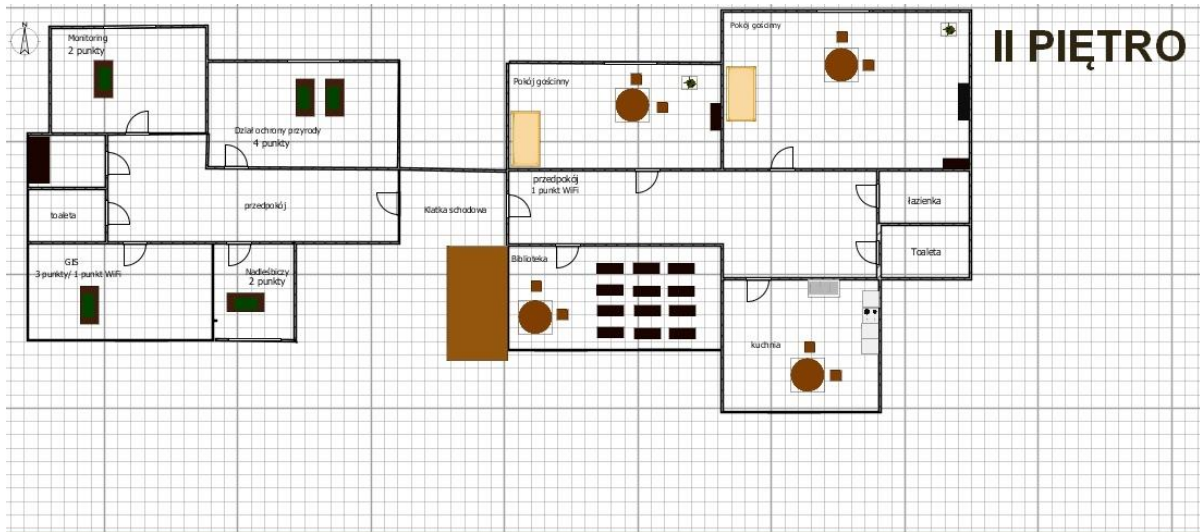 N
II PIĘTRO
Monitoring
2 punkty
Dział ochrony przyrody
4 punkty
Pokój gościnny
Pokój gościnny
toaleta
przedpokój
Klatka schodowa
przedpokój
1 punkt WiFi
łazienka
Toaleta
GIS
3 punkty/ 1 punkt WiFi
Nadleśbiczy
2 punkty
Biblioteka
kuchnia